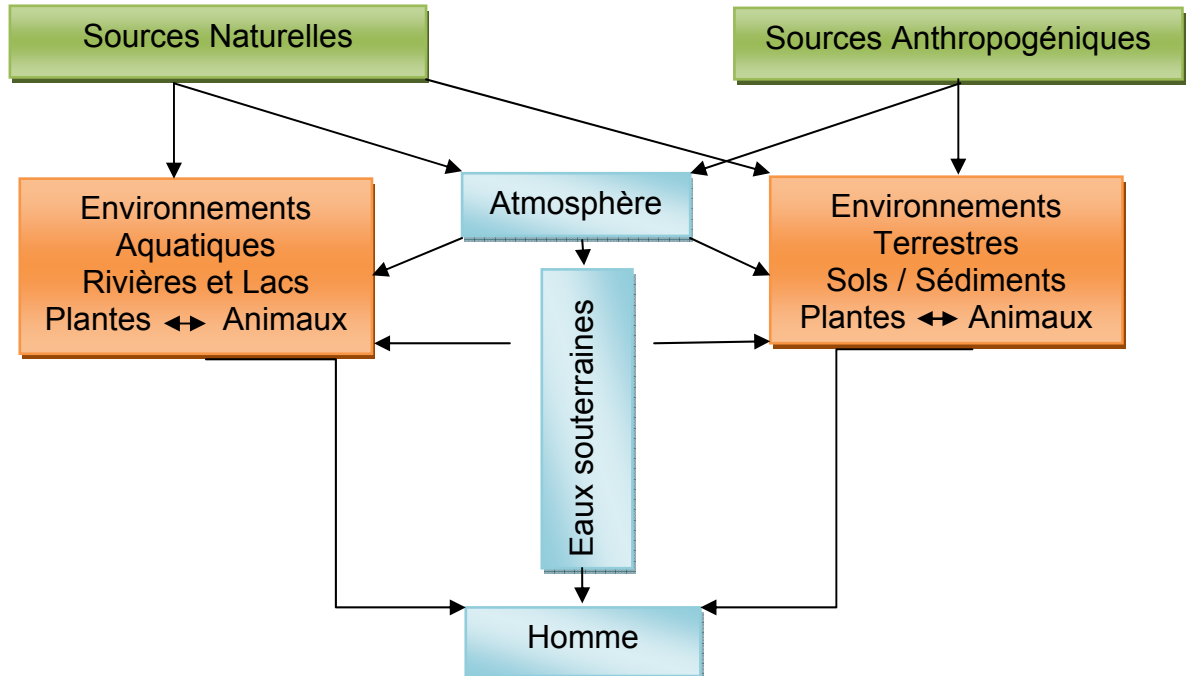 Sources Naturelles
Sources Anthropogéniques
Atmosphère
Environnements
Aquatiques
Rivières et Lacs
Plantes ↔ Animaux
Environnements
Terrestres
Sols / Sédiments
Plantes ↔ Animaux
Eaux souterraines
Homme